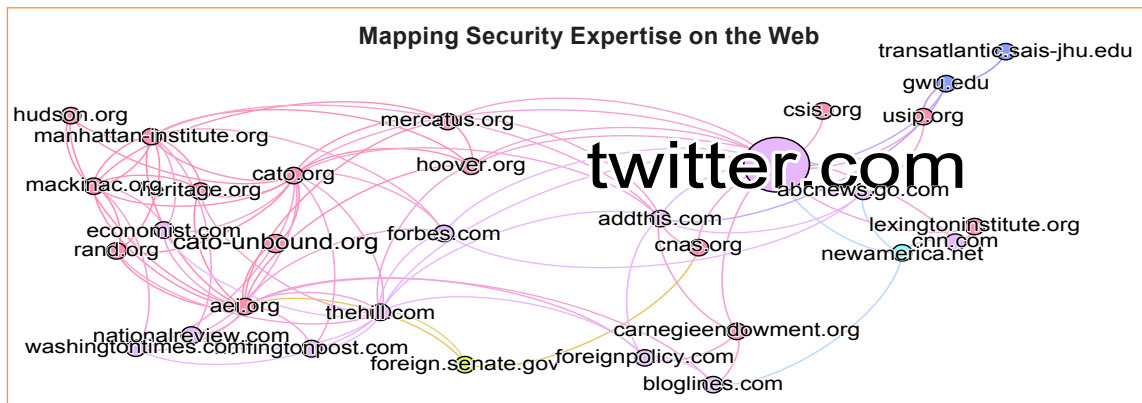 Mapping Security Expertise on the Web
transatlantic.sais-jhu.edu
gwu.edu
hudson.org
csis.org
usip.org
mercatus.org
manhattan-institute.org
hoover.org
twitter.com
cato.org
mackinac.org
heritage.org
abcnews.go.com
addthis.com
economist.com
lexingtoninstitute.org
forbes.com
cato-unbound.org
cnn.com
cnas.org
rand.org
newamerica.net
aei.org
thehill.com
carnegieendowment.org
nationalreview.com
washingtontimes.com
foreignpolicy.com
foreign.senate.gov
bloglines.com